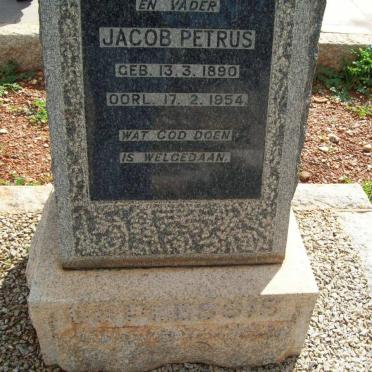 EN VADER
JACOB PETRUS
GEB. 13. 3. 1890
OORL. 17. 2. 1954.
WAT GOD DOEN
IS WELGEDAAN.